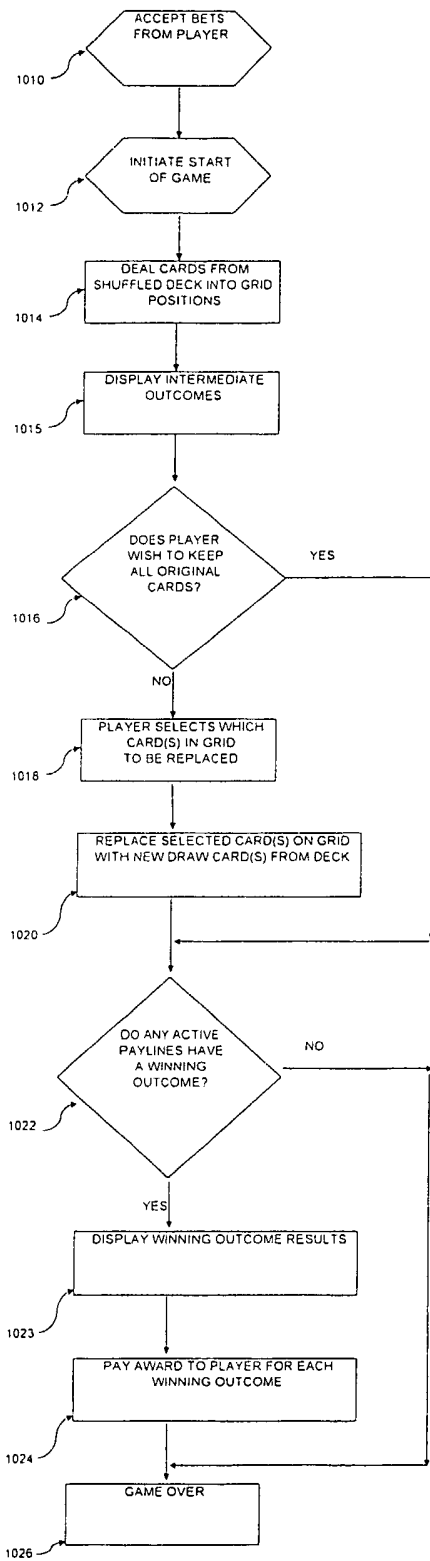 ACCEPT BETS
FROM PLAYER
1010
INITIATE START
OF GAME
1012
DEAL CARDS FROM
SHUFFLED DECK INTO GRID
POSITIONS
1014
DISPLAY INTERMEDIATE
OUTCOMES
1015
DOES PLAYER
WISH TO KEEP
ALL ORIGINAL
CARDS?
YES
1016
NO
PLAYER SELECTS WHICH
CARD(S) IN GRID
TO BE REPLACED
1018
REPLACE SELECTED CARD(S) ON GRID
WITH NEW DRAW CARD(S) FROM DECK
1020
DO ANY ACTIVE
PAYLINES HAVE
A WINNING
OUTCOME?
NO
1022
YES
DISPLAY WINNING OUTCOME RESULTS
1023
PAY AWARD TO PLAYER FOR EACH
WINNING OUTCOME
1024
GAME OVER
1026